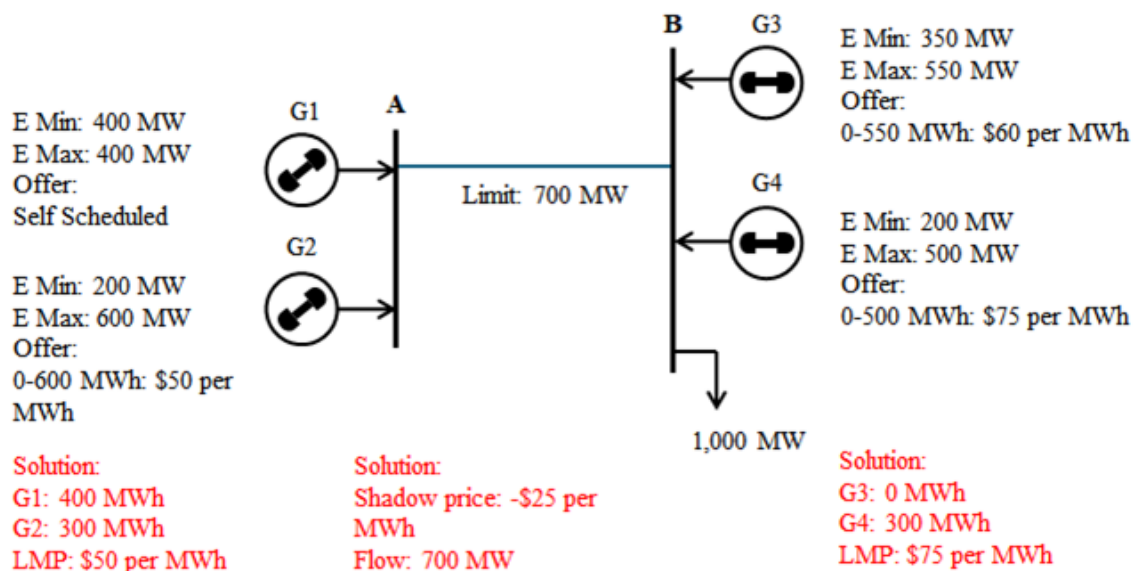 G1
E Min: 400 MW
E Max: 400 MW
Offer:
Self Scheduled
G2
E Min: 200 MW
E Max: 600 MW
Offer:
0-600 MWh: $50 per
MWh
A
Limit: 700 MW
B
G3
E Min: 350 MW
E Max: 550 MW
Offer:
0-550 MWh: $60 per MWh
G4
E Min: 200 MW
E Max: 500 MW
Offer:
0-500 MWh: $75 per MWh
1,000 MW
Solution:
G1: 400 MWh
G2: 300 MWh
LMP: $50 per MWh
Solution:
Shadow price: -$25 per
MWh
Flow: 700 MW
Solution:
G3: 0 MWh
G4: 300 MWh
LMP: $75 per MWh